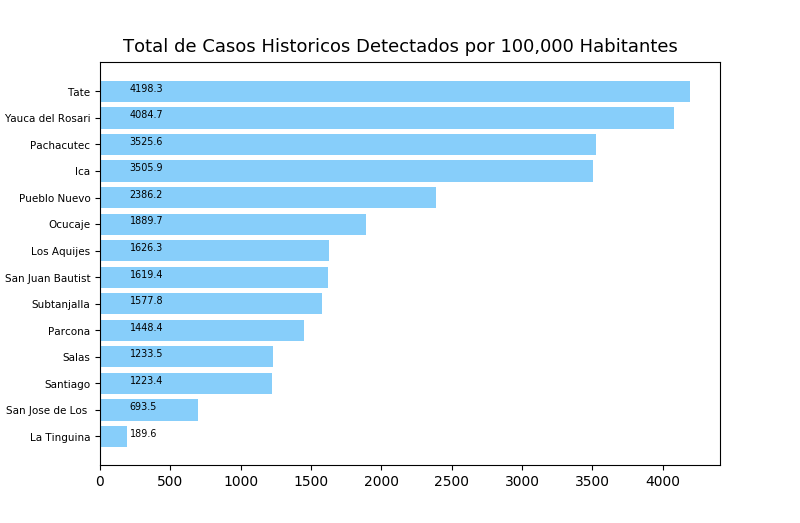 Total de Casos Historicos Detectados por 100,000 Habitantes
Tate 4198.3
Yauca del Rosari 4084.7
Pachacutec 3525.6
Ica 3505.9
Pueblo Nuevo 2386.2
Ocucaje 1889.7
Los Aquijes 1626.3
San Juan Bautist 1619.4
Subtanjalla 1577.8
Parcona 1448.4
Salas 1233.5
Santiago 1223.4
San Jose de Los 693.5
La Tinguina 189.6
0 500 1000 1500 2000 2500 3000 3500 4000